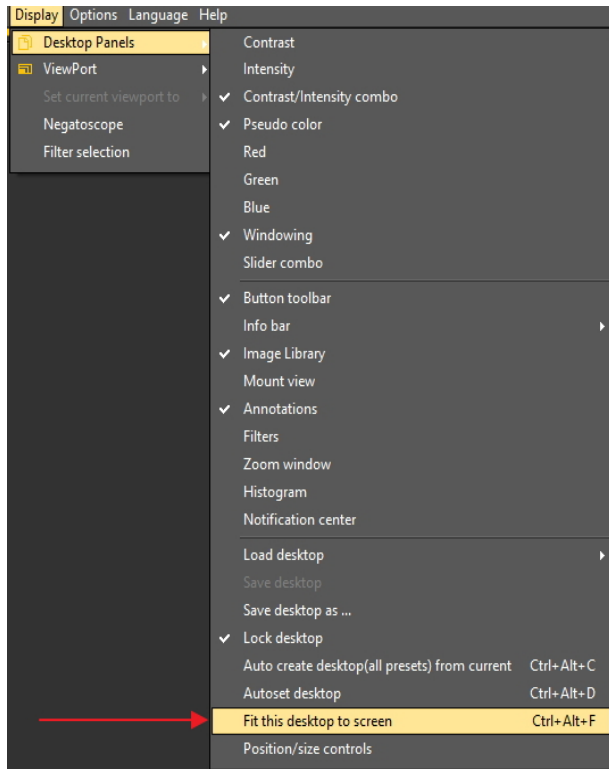 Display Options Language Help
Desktop Panels
ViewPort
Set current viewport to
Negatoscope
Filter selection
Contrast
Intensity
Contrast/Intensity combo
Pseudo color
Red
Green
Blue
Windowing
Slider combo
Button toolbar
Info bar
Image Library
Mount view
Annotations
Filters
Zoom window
Histogram
Notification center
Load desktop
Save desktop
Save desktop as ...
Lock desktop
Auto create desktop(all presets) from current Ctrl+Alt+C
Autoset desktop Ctrl+Alt+D
Fit this desktop to screen Ctrl+Alt+F
Position/size controls